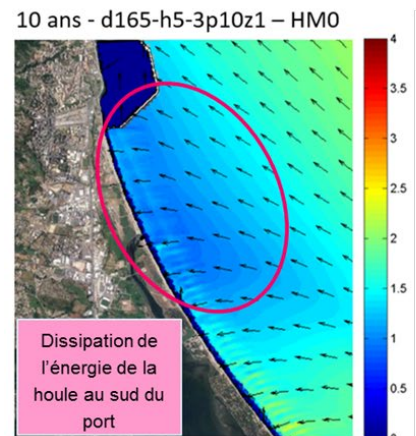 10 ans - d165-h5-3p10z1 – HM0
4
3.5
3
2.5
2
1.5
1
0.5
0
Dissipation de
l'énergie de la
houle au sud du
port